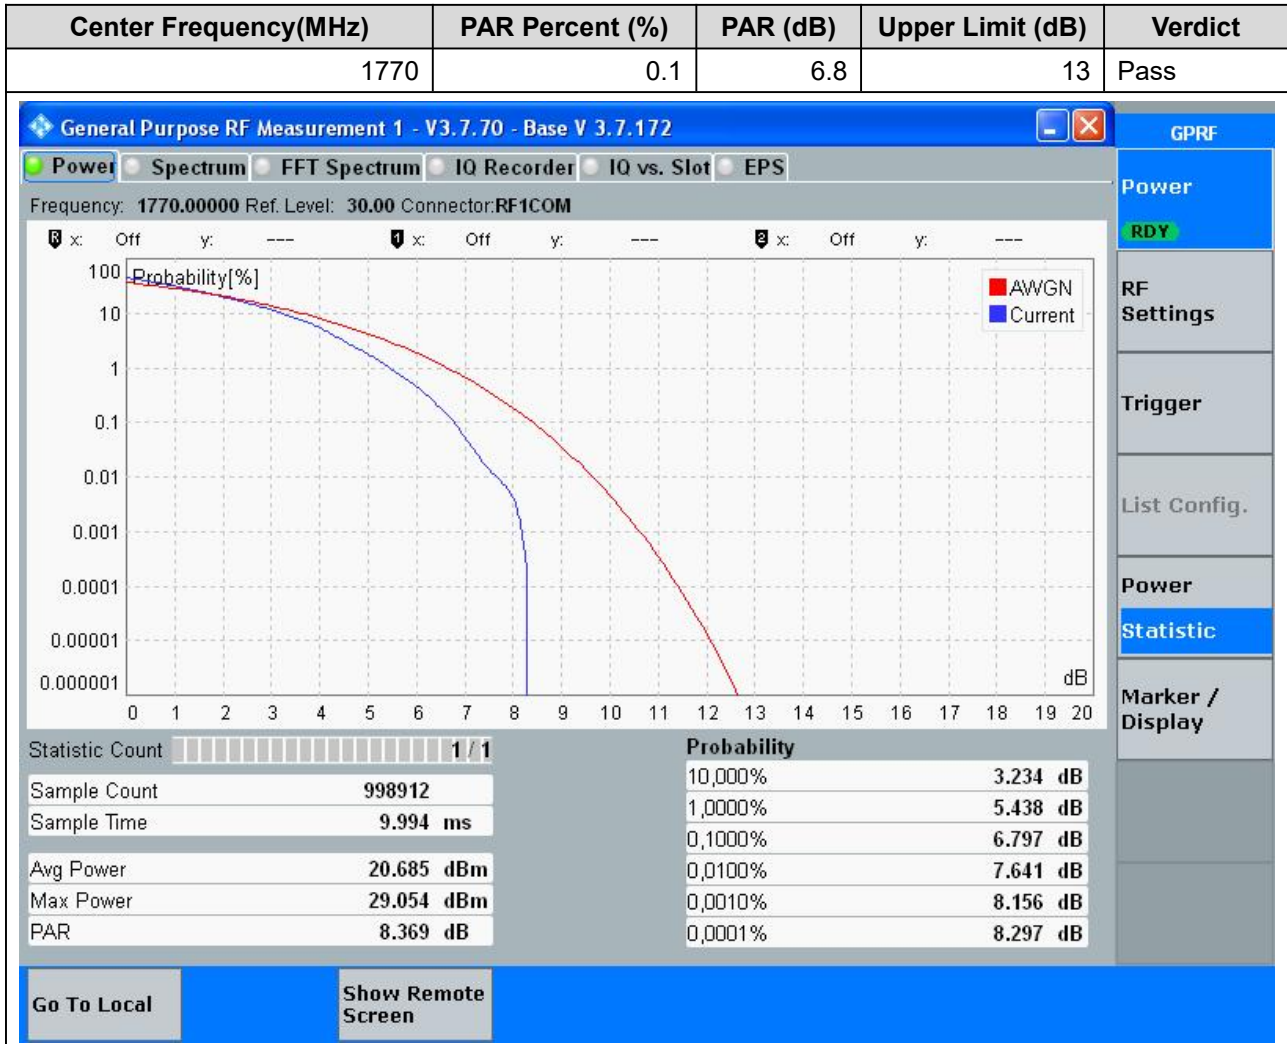 Center Frequency(MHz) PAR Percent (%) PAR (dB) Upper Limit (dB) Verdict
1770 0.1 6.8 13 Pass
General Purpose RF Measurement 1 - V3.7.70 - Base V 3.7.172
GPRF
Power Spectrum FFT Spectrum IQ Recorder IQ vs. Slot EPS
Frequency: 1770.00000 Ref. Level: 30.00 Connector:RF1COM
R x: Off y: --- 1 x: Off y: --- 2 x: Off y: ---
Probability[%]
100
10
1
0.1
0.01
0.001
0.0001
0.00001
0.000001
AWGN
Current
dB
0 1 2 3 4 5 6 7 8 9 10 11 12 13 14 15 16 17 18 19 20
Statistic Count 1 / 1
Sample Count 998912
Sample Time 9.994 ms
Avg Power 20.685 dBm
Max Power 29.054 dBm
PAR 8.369 dB
Probability
10,000% 3.234 dB
1,0000% 5.438 dB
0,1000% 6.797 dB
0,0100% 7.641 dB
0,0010% 8.156 dB
0,0001% 8.297 dB
Power
RDY
RF
Settings
Trigger
List Config.
Power
Statistic
Marker /
Display
Go To Local
Show Remote
Screen